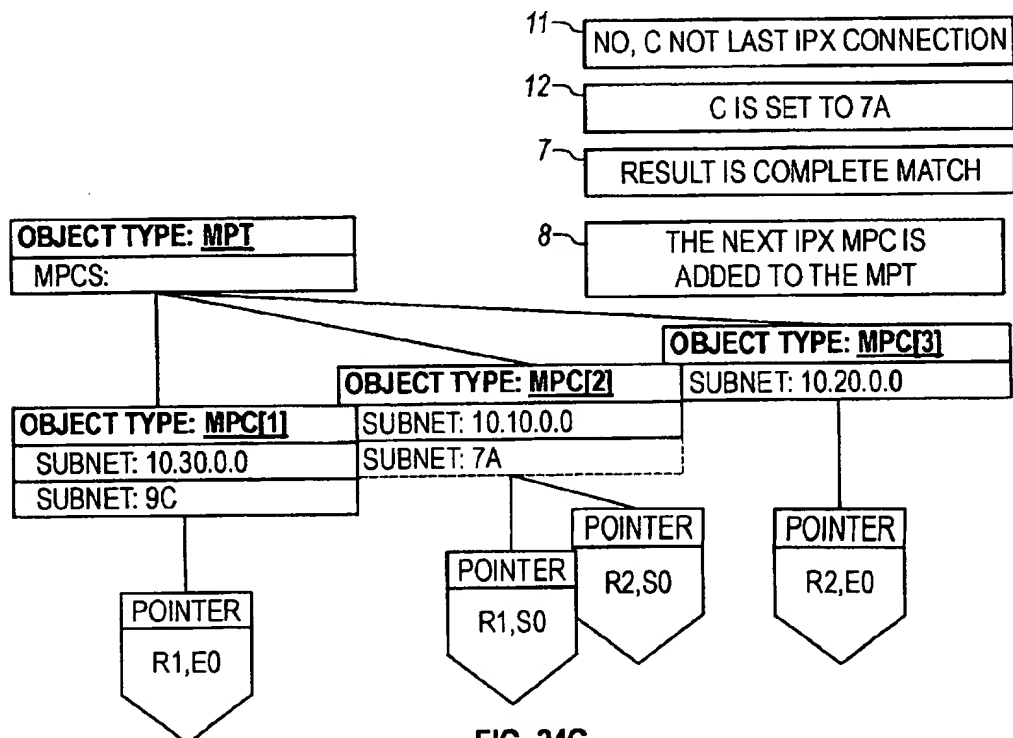 11
NO, C NOT LAST IPX CONNECTION
12
C IS SET TO 7A
7
RESULT IS COMPLETE MATCH
8
THE NEXT IPX MPC IS
ADDED TO THE MPT
OBJECT TYPE: MPT
MPCS:
OBJECT TYPE: MPC[3]
SUBNET: 10.20.0.0
OBJECT TYPE: MPC[2]
SUBNET: 10.10.0.0
SUBNET: 7A
OBJECT TYPE: MPC[1]
SUBNET: 10.30.0.0
SUBNET: 9C
POINTER
R1,E0
POINTER
R1,S0
POINTER
R2,S0
POINTER
R2,E0